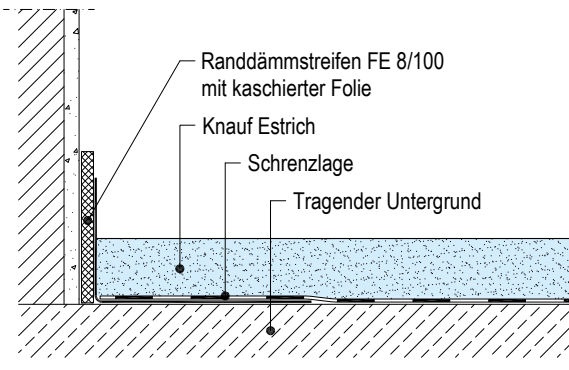 Randdämmstreifen FE 8/100
mit kaschierter Folie
Knauf Estrich
Schrenzlage
Tragender Untergrund